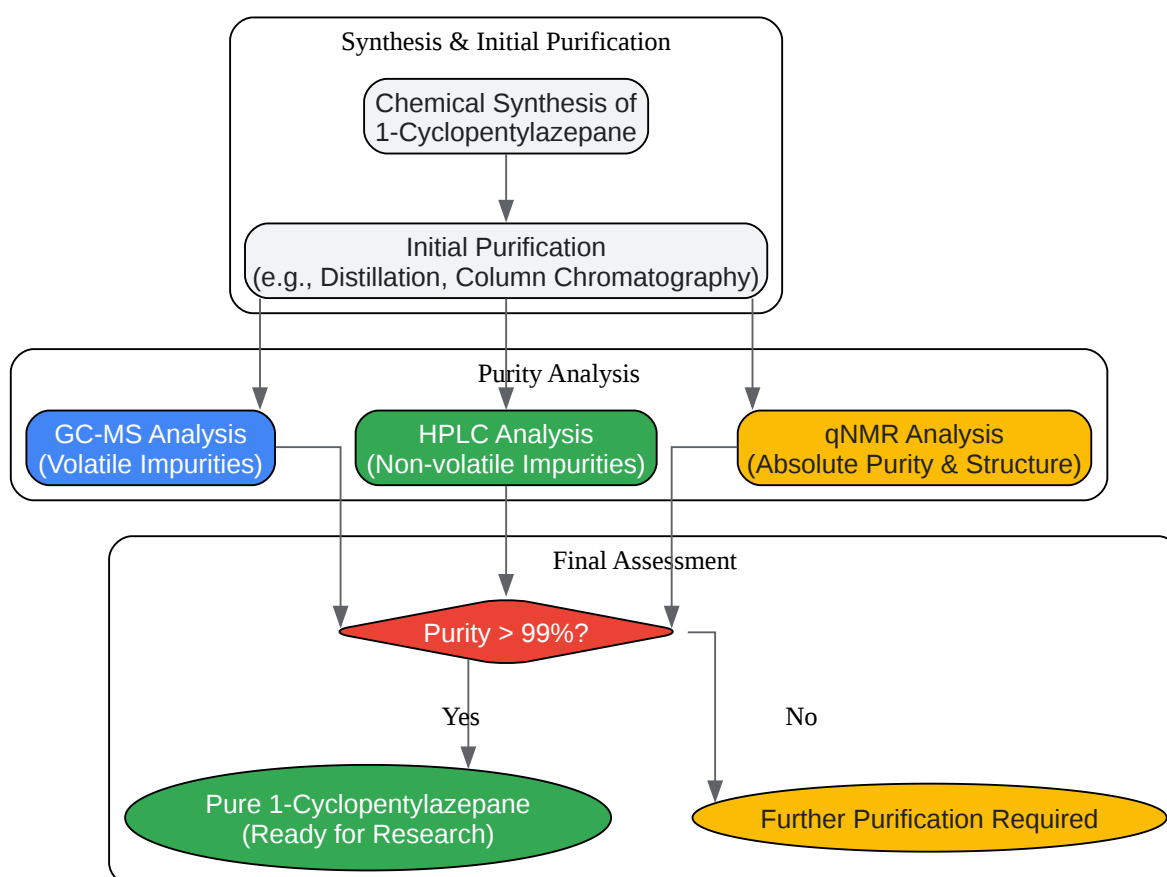 Synthesis & Initial Purification
Chemical Synthesis of
1-Cyclopentylazepane
Initial Purification
(e.g., Distillation, Column Chromatography)
Purity Analysis
GC-MS Analysis
(Volatile Impurities)
HPLC Analysis
(Non-volatile Impurities)
qNMR Analysis
(Absolute Purity & Structure)
Final Assessment
Purity > 99%?
Yes
No
Pure 1-Cyclopentylazepane
(Ready for Research)
Further Purification Required